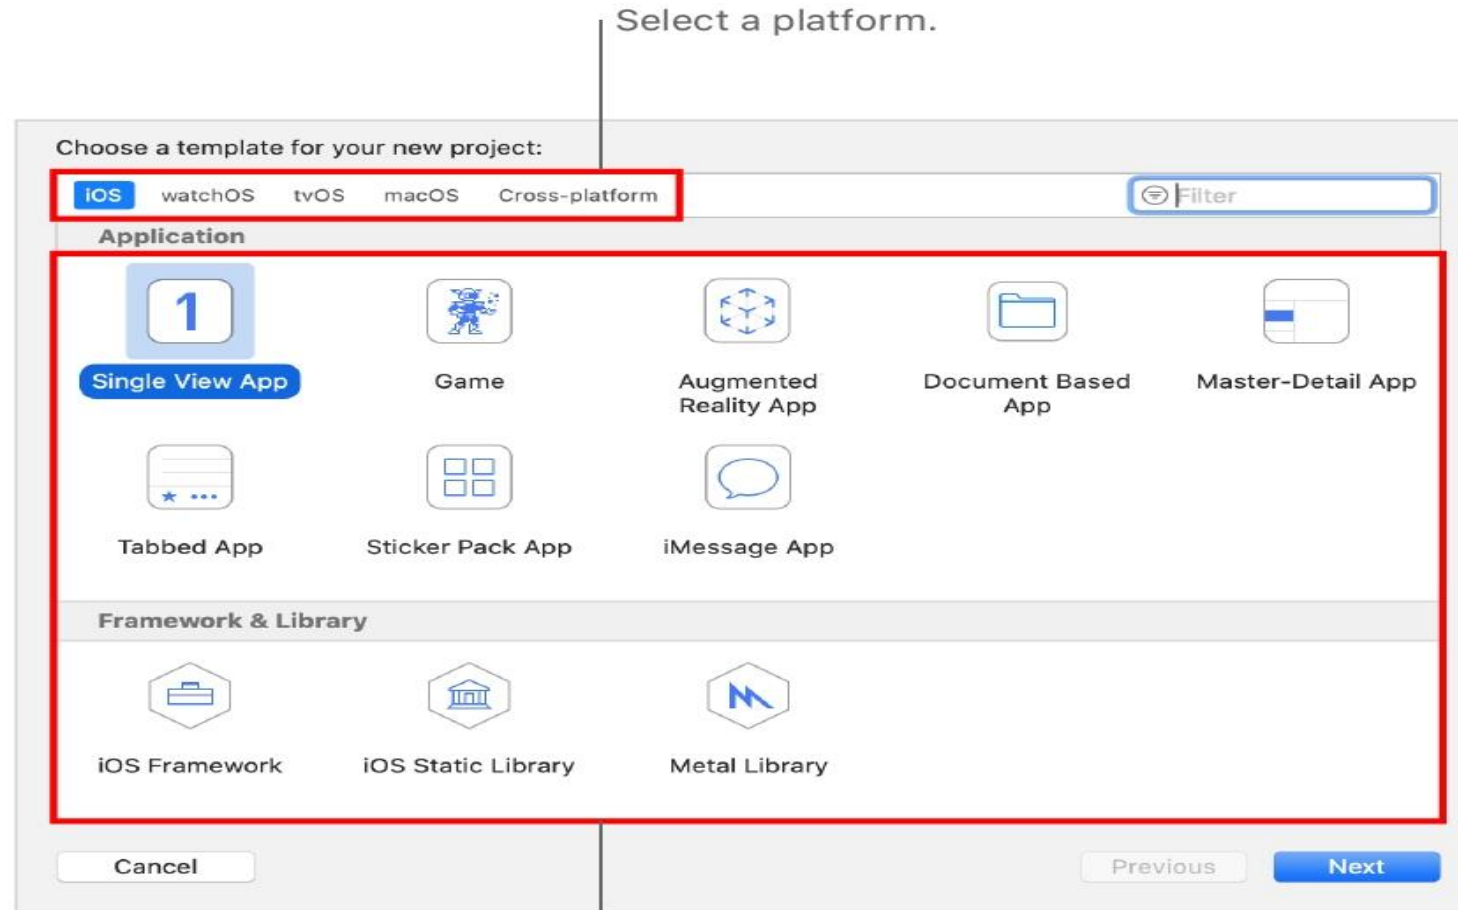 Select a platform.
Choose a template for your new project:
iOS watchOS tvOS macOS Cross-platform Filter
Application
1
Single View App Game Augmented Reality App Document Based App Master-Detail App
Tabbed App Sticker Pack App iMessage App
Framework & Library
iOS Framework iOS Static Library Metal Library
Cancel Previous Next